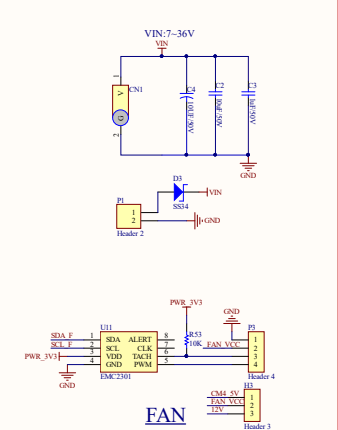 VIN:7~36V
VIN
1
V
CN1
G
2
C4
10UF/50V
C2
10uF/50V
C3
1uF/50V
GND
D3
SS34
VIN
P1
1
2
GND
Header 2
PWR_3V3
GND
R53
10K
U11
P3
SDA_F 1 SDA ALERT 8
SCL_F 2 SCL CLK 7
PWR_3V3 3 VDD TACH 6
4 GND PWM 5
FAN_VCC
1
2
3
4
GND
EMC2301
Header 4
H3
CM4_5V 1
FAN_VCC 2
12V 3
Header 3
FAN